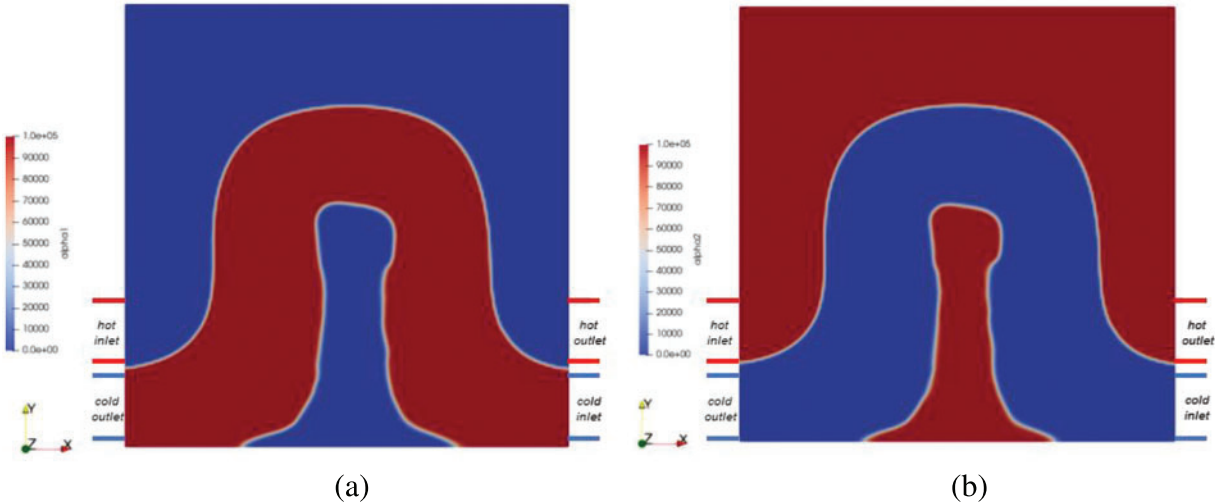 1.0e+05
90000
80000
70000
60000
50000
40000
30000
20000
10000
0.0e+00
alpha1
hot
inlet
cold
outlet
hot
outlet
cold
inlet
Y
Z
X
(a)
1.0e+05
90000
80000
70000
60000
50000
40000
30000
20000
10000
0.0e+00
alpha2
hot
inlet
cold
outlet
hot
outlet
cold
inlet
Y
Z
X
(b)